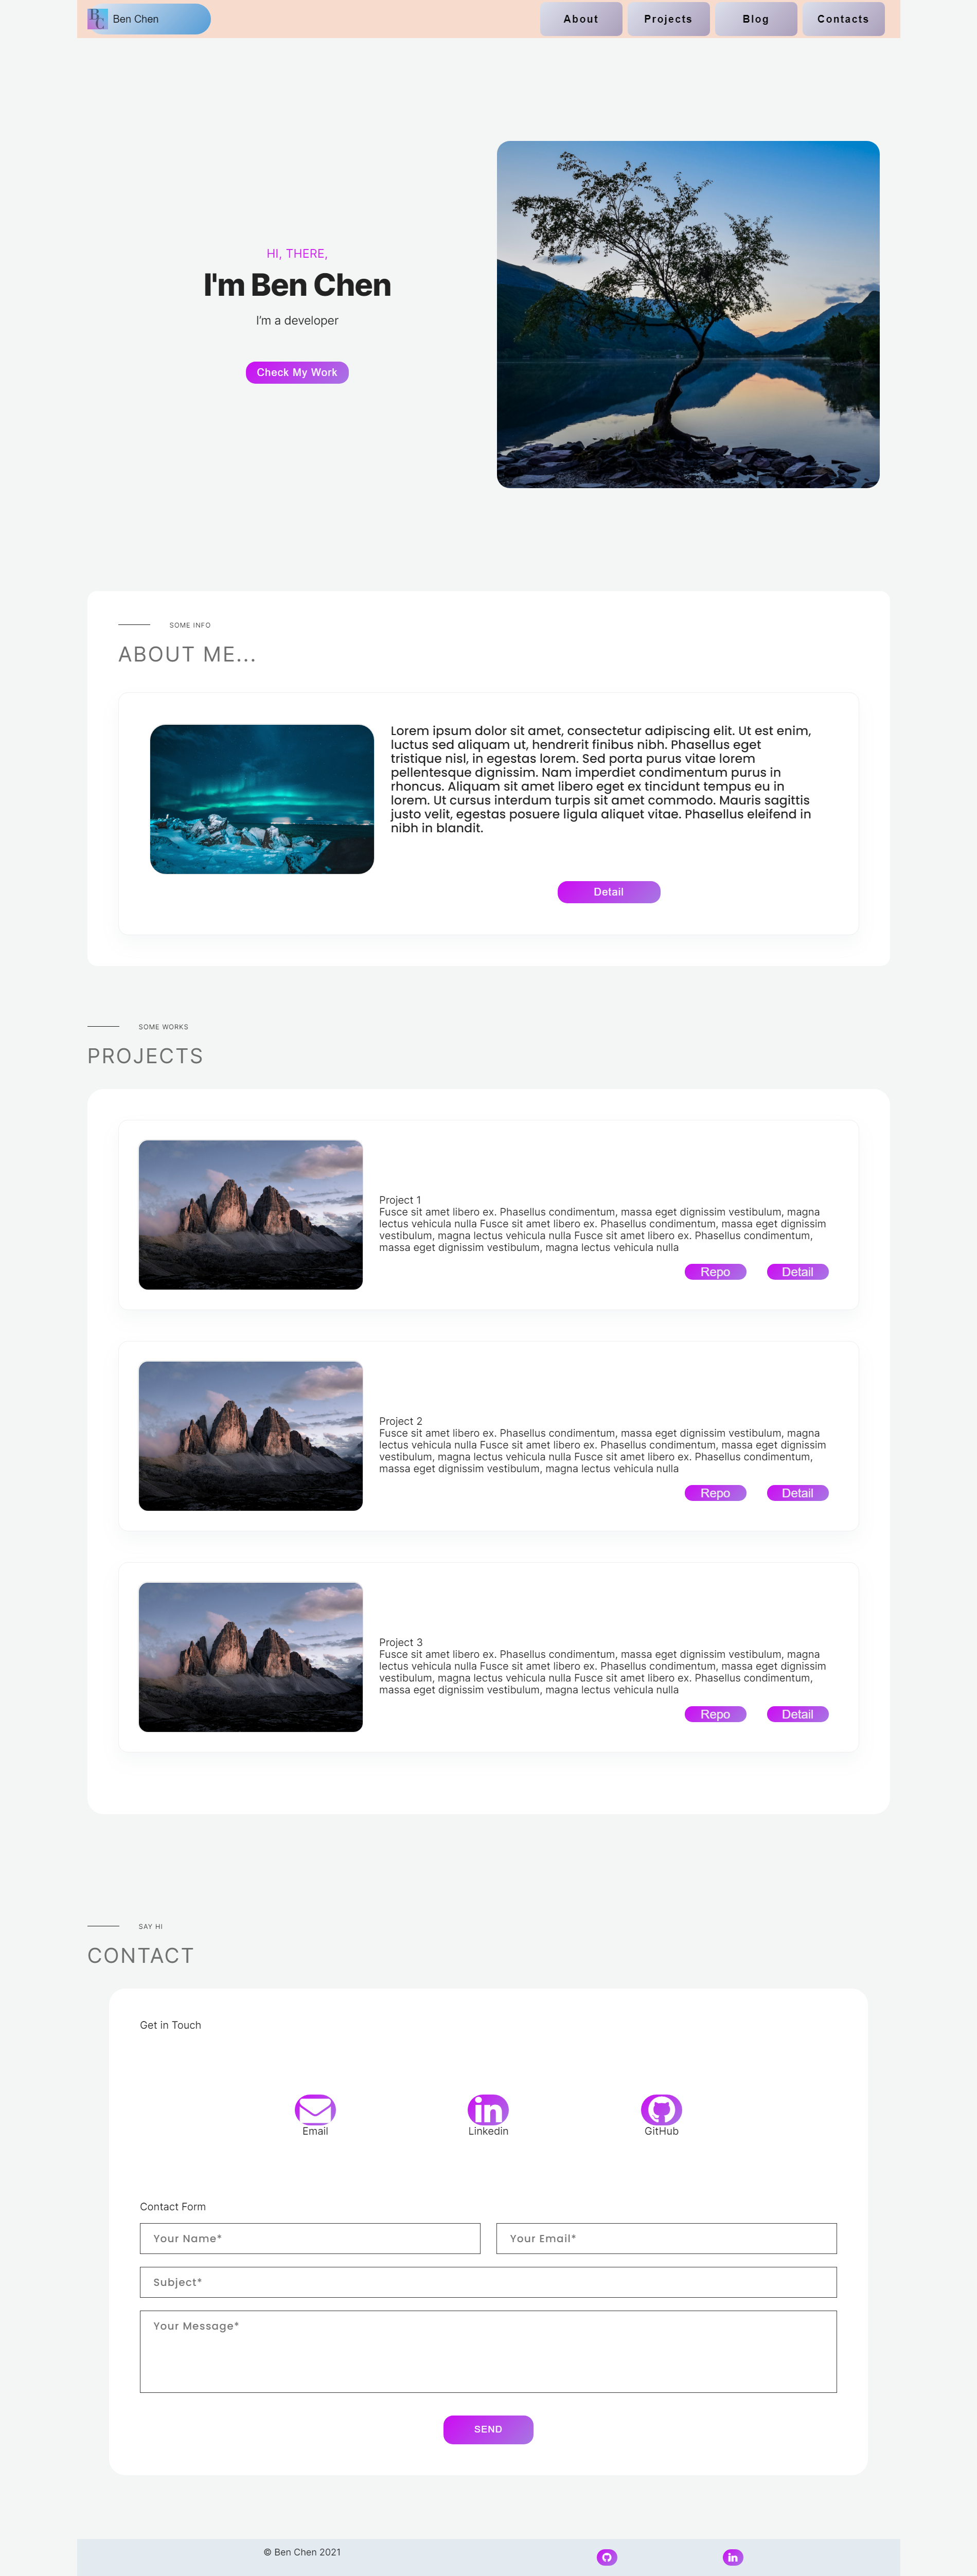 BC Ben Chen
About
Projects
Blog
Contacts
HI, THERE,
I'm Ben Chen
I'm a developer
Check My Work
SOME INFO
ABOUT ME...
Lorem ipsum dolor sit amet, consectetur adipiscing elit. Ut est enim,
luctus sed aliquam ut, hendrerit finibus nibh. Phasellus eget
tristique nisl, in egestas lorem. Sed porta purus vitae lorem
pellentesque dignissim. Nam imperdiet condimentum purus in
rhoncus. Aliquam sit amet libero eget ex tincidunt tempus eu in
lorem. Ut cursus interdum turpis sit amet commodo. Mauris sagittis
justo velit, egestas posuere ligula aliquet vitae. Phasellus eleifend in
nibh in blandit.
Detail
SOME WORKS
PROJECTS
Project 1
Fusce sit amet libero ex. Phasellus condimentum, massa eget dignissim vestibulum, magna
lectus vehicula nulla Fusce sit amet libero ex. Phasellus condimentum, massa eget dignissim
vestibulum, magna lectus vehicula nulla Fusce sit amet libero ex. Phasellus condimentum,
massa eget dignissim vestibulum, magna lectus vehicula nulla
Repo
Detail
Project 2
Fusce sit amet libero ex. Phasellus condimentum, massa eget dignissim vestibulum, magna
lectus vehicula nulla Fusce sit amet libero ex. Phasellus condimentum, massa eget dignissim
vestibulum, magna lectus vehicula nulla Fusce sit amet libero ex. Phasellus condimentum,
massa eget dignissim vestibulum, magna lectus vehicula nulla
Repo
Detail
Project 3
Fusce sit amet libero ex. Phasellus condimentum, massa eget dignissim vestibulum, magna
lectus vehicula nulla Fusce sit amet libero ex. Phasellus condimentum, massa eget dignissim
vestibulum, magna lectus vehicula nulla Fusce sit amet libero ex. Phasellus condimentum,
massa eget dignissim vestibulum, magna lectus vehicula nulla
Repo
Detail
SAY HI
CONTACT
Get in Touch
Email
Linkedin
GitHub
Contact Form
Your Name*
Your Email*
Subject*
Your Message*
SEND
© Ben Chen 2021